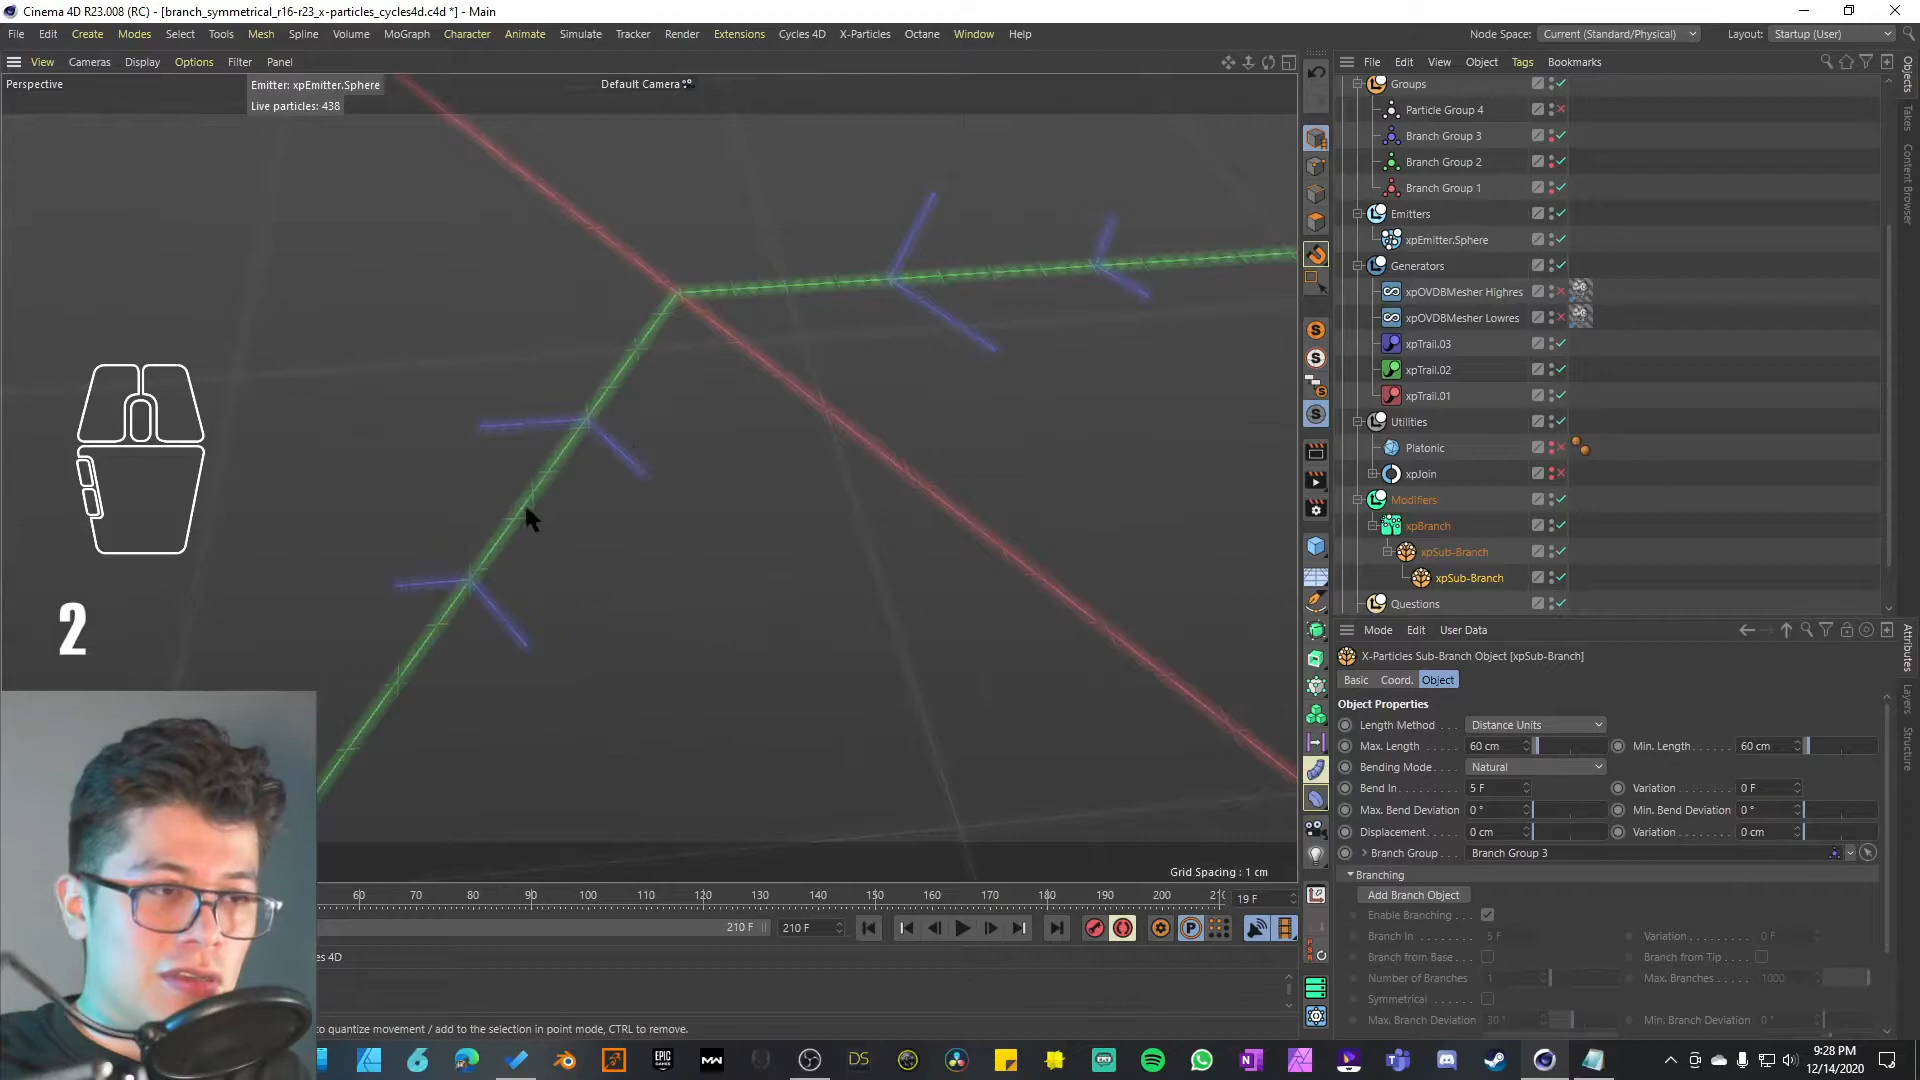 Cinema 4D R23.008 (RC) - [branch_symmetrical_r16-r23_x-particles_cycles4d.c4d *] - Main
File Edit Create Modes Select Tools Mesh Spline Volume MoGraph Character Animate Simulate Tracker Render Extensions Cycles 4D X-Particles Octane Window Help
Node Space: Current (Standard/Physical) Layout: Startup (User)
View Cameras Display Options Filter Panel
File Edit View Object Tags Bookmarks
Perspective
Emitter: xpEmitter.Sphere
Live particles: 438
Default Camera
Groups
Particle Group 4
Branch Group 3
Branch Group 2
Branch Group 1
Emitters
xpEmitter.Sphere
Generators
xpOVDBMesher Highres
xpOVDBMesher Lowres
xpTrail.03
xpTrail.02
xpTrail.01
Utilities
Platonic
xpJoin
Modifiers
xpBranch
xpSub-Branch
xpSub-Branch
Questions
Objects
Takes
Content Browser
2
Mode Edit User Data
X-Particles Sub-Branch Object [xpSub-Branch]
Basic Coord. Object
Object Properties
Length Method Distance Units
Max. Length 60 cm Min. Length 60 cm
Bending Mode Natural
Bend In 5 F Variation 0 F
Max. Bend Deviation 0 ° Min. Bend Deviation 0 °
Displacement 0 cm Variation 0 cm
Branch Group Branch Group 3
Branching
Add Branch Object
Enable Branching
Branch In 5 F Variation 0 F
Branch from Base Branch from Tip
Number of Branches 1 Max. Branches 1000
Symmetrical
Max. Branch Deviation 30 ° Min. Branch Deviation 0 °
Attributes
Layers
Structure
Grid Spacing : 1 cm
60 70 80 90 100 110 120 130 140 150 160 170 180 190 200 19 F
210 F 210 F
es 4D
to quantize movement / add to the selection in point mode, CTRL to remove.
9:28 PM
12/14/2020